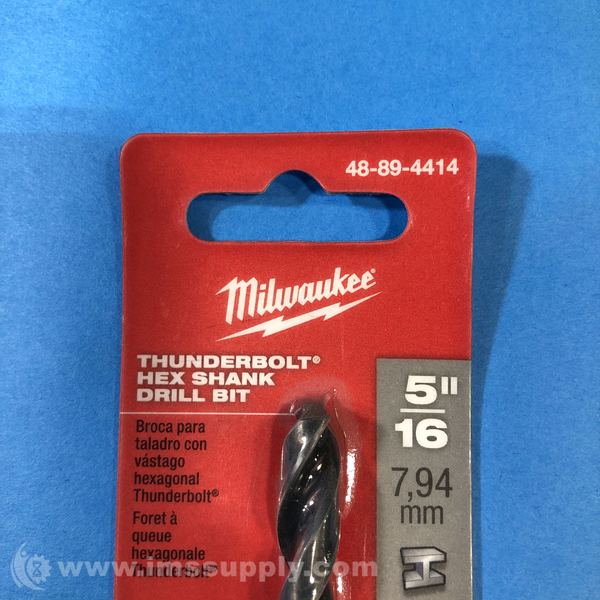 48-89-4414
Milwaukee
THUNDERBOLT®
HEX SHANK
DRILL BIT
Broca para
taladro con
vástago
hexagonal
Thunderbolt®
Foret à
queue
hexagonale
Thunderbolt®
5"
16
7,94
mm
www.imssupply.com